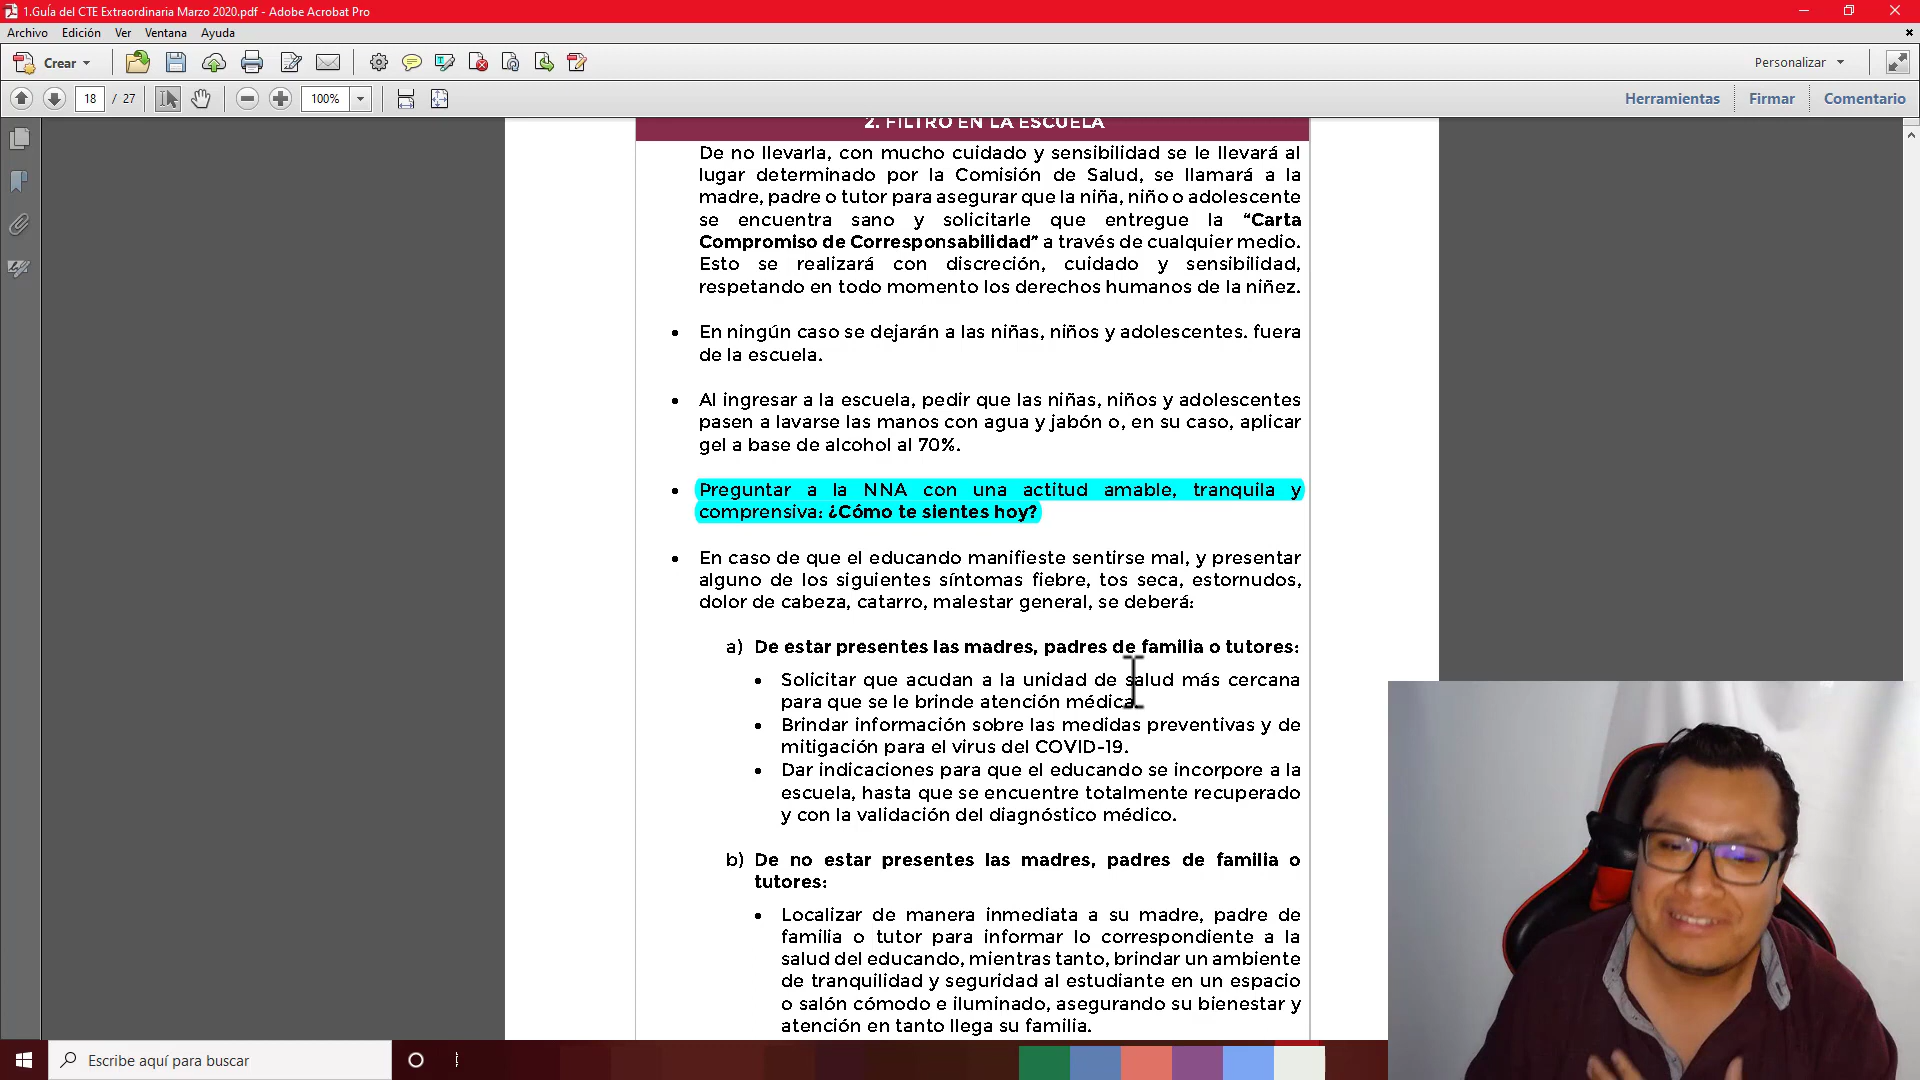 1.Guía del CTE Extraordinaria Marzo 2020.pdf - Adobe Acrobat Pro
Archivo Edición Ver Ventana Ayuda
Crear
Personalizar
18 / 27
100%
Herramientas Firmar Comentario
2. FILTRO EN LA ESCUELA
De no llevarla, con mucho cuidado y sensibilidad se le llevará al
lugar determinado por la Comisión de Salud, se llamará a la
madre, padre o tutor para asegurar que la niña, niño o adolescente
se encuentra sano y solicitarle que entregue la “Carta
Compromiso de Corresponsabilidad” a través de cualquier medio.
Esto se realizará con discreción, cuidado y sensibilidad,
respetando en todo momento los derechos humanos de la niñez.
• En ningún caso se dejarán a las niñas, niños y adolescentes. fuera
de la escuela.
• Al ingresar a la escuela, pedir que las niñas, niños y adolescentes
pasen a lavarse las manos con agua y jabón o, en su caso, aplicar
gel a base de alcohol al 70%.
• Preguntar a la NNA con una actitud amable, tranquila y
comprensiva: ¿Cómo te sientes hoy?
• En caso de que el educando manifieste sentirse mal, y presentar
alguno de los siguientes síntomas fiebre, tos seca, estornudos,
dolor de cabeza, catarro, malestar general, se deberá:
a) De estar presentes las madres, padres de familia o tutores:
• Solicitar que acudan a la unidad de salud más cercana
para que se le brinde atención médica.
• Brindar información sobre las medidas preventivas y de
mitigación para el virus del COVID-19.
• Dar indicaciones para que el educando se incorpore a la
escuela, hasta que se encuentre totalmente recuperado
y con la validación del diagnóstico médico.
b) De no estar presentes las madres, padres de familia o
tutores:
• Localizar de manera inmediata a su madre, padre de
familia o tutor para informar lo correspondiente a la
salud del educando, mientras tanto, brindar un ambiente
de tranquilidad y seguridad al estudiante en un espacio
o salón cómodo e iluminado, asegurando su bienestar y
atención en tanto llega su familia.
Escribe aquí para buscar